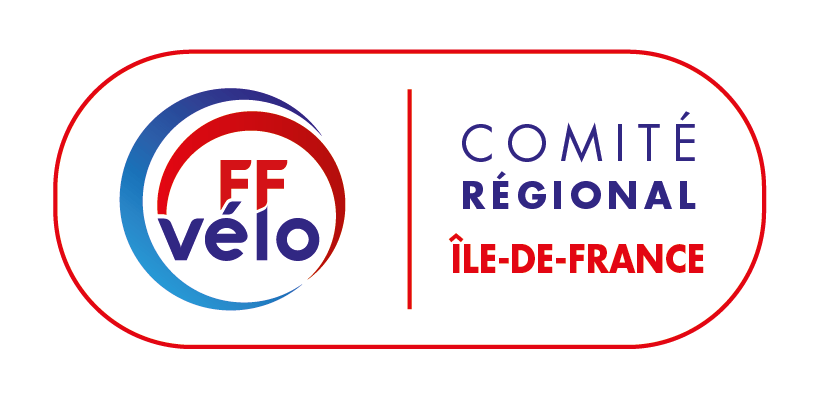 FF
vélo
COMITÉ
RÉGIONAL
ÎLE-DE-FRANCE